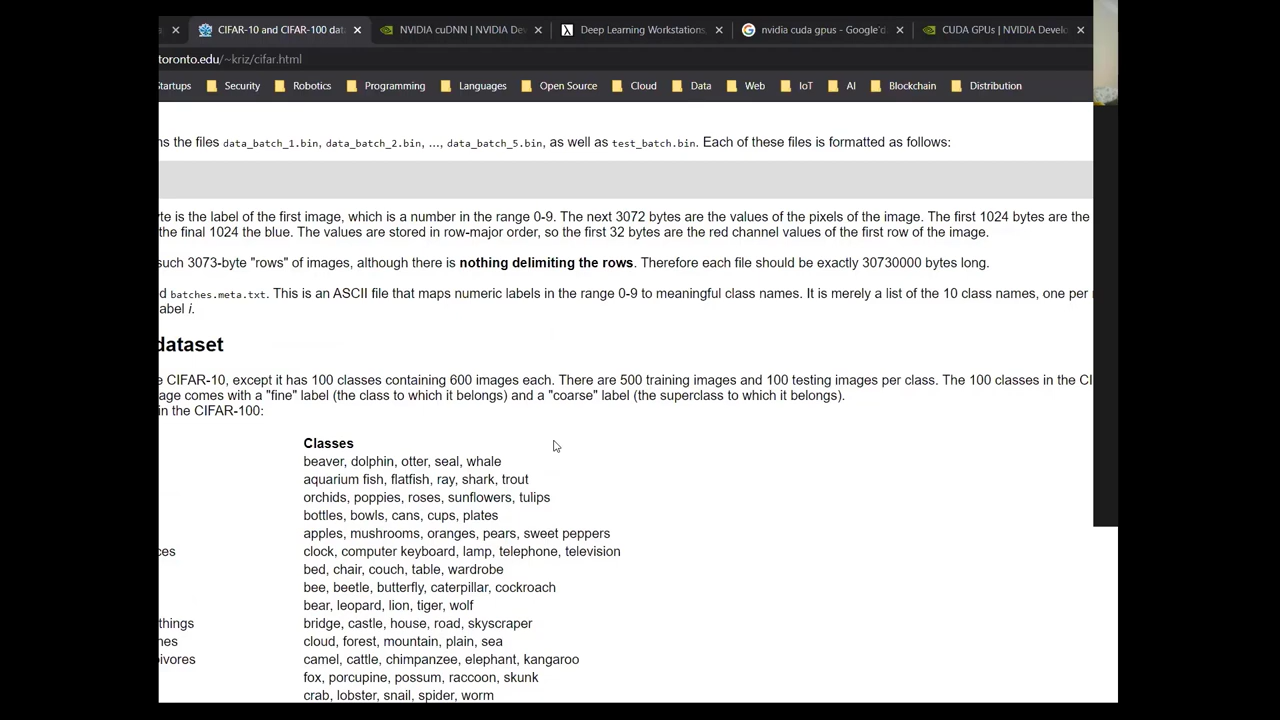 CIFAR-10 and CIFAR-100 dat
NVIDIA cuDNN | NVIDIA De
Deep Learning Workstations,
nvidia cuda gpus - Google
CUDA GPUs | NVIDIA Develo
toronto.edu/~kriz/cifar.html
Startups Security Robotics Programming Languages Open Source Cloud Data Web IoT AI Blockchain Distribution
ns the files data_batch_1.bin, data_batch_2.bin, ..., data_batch_5.bin, as well as test_batch.bin. Each of these files is formatted as follows:
te is the label of the first image, which is a number in the range 0-9. The next 3072 bytes are the values of the pixels of the image. The first 1024 bytes are the
the final 1024 the blue. The values are stored in row-major order, so the first 32 bytes are the red channel values of the first row of the image.
such 3073-byte "rows" of images, although there is nothing delimiting the rows. Therefore each file should be exactly 30730000 bytes long.
d batches.meta.txt. This is an ASCII file that maps numeric labels in the range 0-9 to meaningful class names. It is merely a list of the 10 class names, one per
abel i.
dataset
e CIFAR-10, except it has 100 classes containing 600 images each. There are 500 training images and 100 testing images per class. The 100 classes in the CI
age comes with a "fine" label (the class to which it belongs) and a "coarse" label (the superclass to which it belongs).
in the CIFAR-100:
Classes
beaver, dolphin, otter, seal, whale
aquarium fish, flatfish, ray, shark, trout
orchids, poppies, roses, sunflowers, tulips
bottles, bowls, cans, cups, plates
apples, mushrooms, oranges, pears, sweet peppers
ces clock, computer keyboard, lamp, telephone, television
bed, chair, couch, table, wardrobe
bee, beetle, butterfly, caterpillar, cockroach
bear, leopard, lion, tiger, wolf
things bridge, castle, house, road, skyscraper
nes cloud, forest, mountain, plain, sea
ivores camel, cattle, chimpanzee, elephant, kangaroo
fox, porcupine, possum, raccoon, skunk
crab, lobster, snail, spider, worm